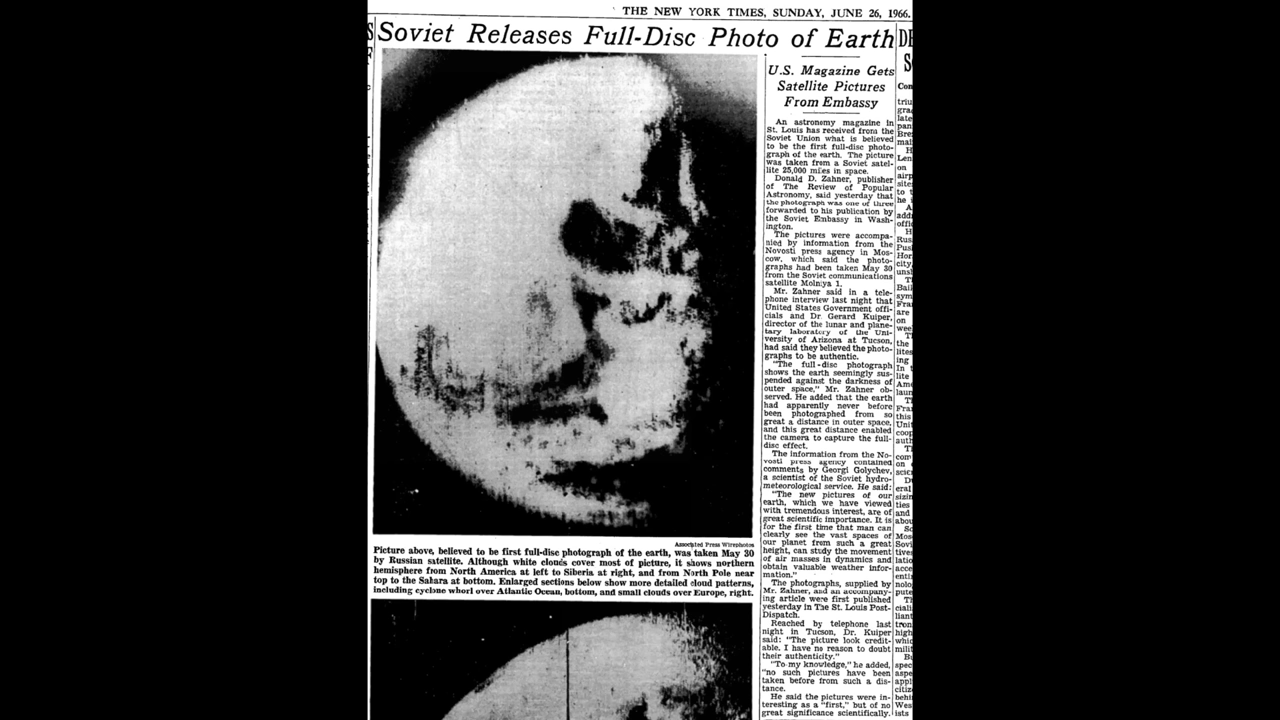 THE NEW YORK TIMES, SUNDAY, JUNE 26, 1966.
Soviet Releases Full-Disc Photo of Earth
Associated Press Wirephotos
Picture above, believed to be first full-disc photograph of the earth, was taken May 30
by Russian satellite. Although white clouds cover most of picture, it shows northern
hemisphere from North America at left to Siberia at right, and from North Pole near
top to the Sahara at bottom. Enlarged sections below show more detailed cloud patterns,
including cyclone whorl over Atlantic Ocean, bottom, and small clouds over Europe, right.
U.S. Magazine Gets
Satellite Pictures
From Embassy
An astronomy magazine in
St. Louis has received from the
Soviet Union what is believed
to be the first full-disc photo-
graph of the earth. The picture
was taken from a Soviet satel-
lite 25,000 miles in space.
Donald D. Zahner, publisher
of The Review of Popular
Astronomy, said yesterday that
the photograph was one of three
forwarded to his publication by
the Soviet Embassy in Wash-
ington.
The pictures were accompa-
nied by information from the
Novosti press agency in Mos-
cow, which said the photo-
graphs had been taken May 30
from the Soviet communications
satellite Molniya 1.
Mr. Zahner said in a tele-
phone interview last night that
United States Government offi-
cials and Dr. Gerard Kuiper,
director of the lunar and plane-
tary laboratory of the Uni-
versity of Arizona at Tucson,
had said they believed the photo-
graphs to be authentic.
"The full-disc photograph
shows the earth seemingly sus-
pended against the darkness of
outer space," Mr. Zahner ob-
served. He added that the earth
had apparently never before
been photographed from so
great a distance in outer space,
and this great distance enabled
the camera to capture the full-
disc effect.
The information from the No-
vosti press agency contained
comments by Georgi Golychev,
a scientist of the Soviet hydro-
meteorological service. He said:
"The new pictures of our
earth, which we have viewed
with tremendous interest, are of
great scientific importance. It is
for the first time that man can
clearly see the vast spaces of
our planet from such a great
height, can study the movement
of air masses in dynamics and
obtain valuable weather infor-
mation."
The photographs, supplied by
Mr. Zahner, and an accompany-
ing article were first published
yesterday in The St. Louis Post-
Dispatch.
Reached by telephone last
night in Tucson, Dr. Kuiper
said: "The picture look credit-
able. I have no reason to doubt
their authenticity."
"To my knowledge," he added,
"no such pictures have been
taken before from such a dis-
tance.
He said the pictures were in-
teresting as a "first," but of no
great significance scientifically.